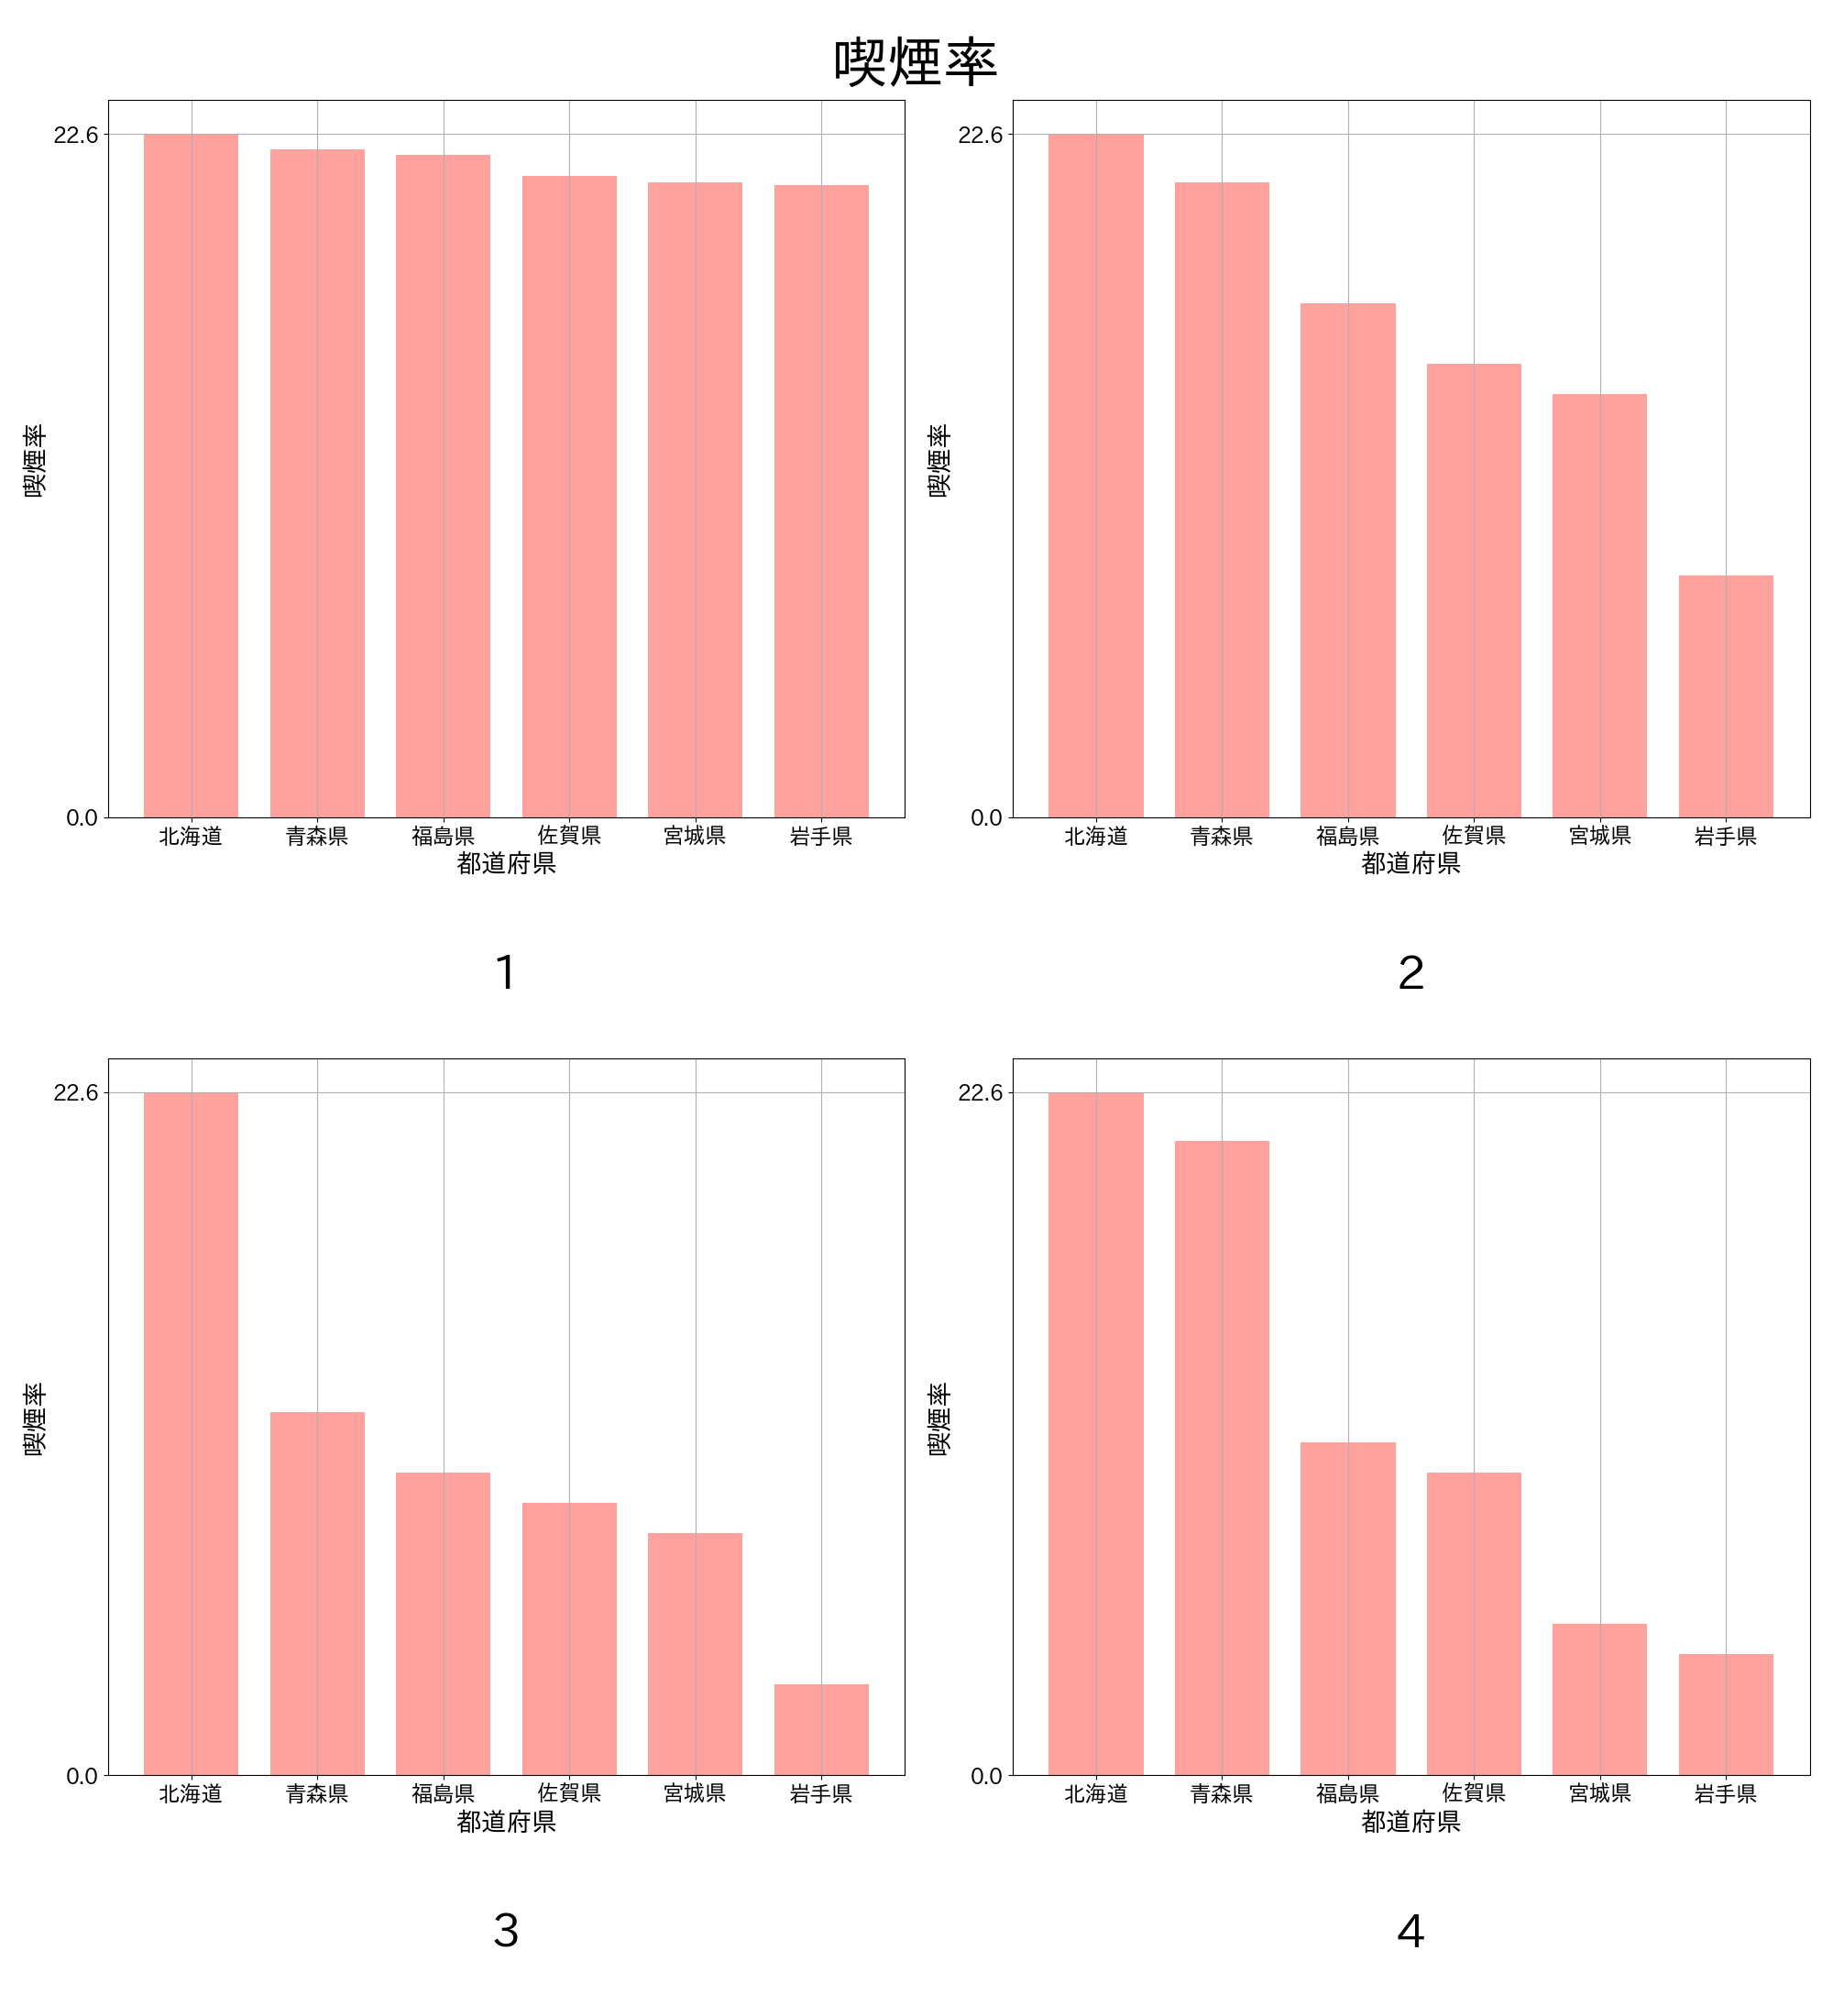 喫煙率
22.6
22.6
喫煙率
喫煙率
0.0
0.0
北海道 青森県 福島県 佐賀県 宮城県 岩手県
北海道 青森県 福島県 佐賀県 宮城県 岩手県
都道府県
都道府県
1
2
22.6
22.6
喫煙率
喫煙率
0.0
0.0
北海道 青森県 福島県 佐賀県 宮城県 岩手県
北海道 青森県 福島県 佐賀県 宮城県 岩手県
都道府県
都道府県
3
4